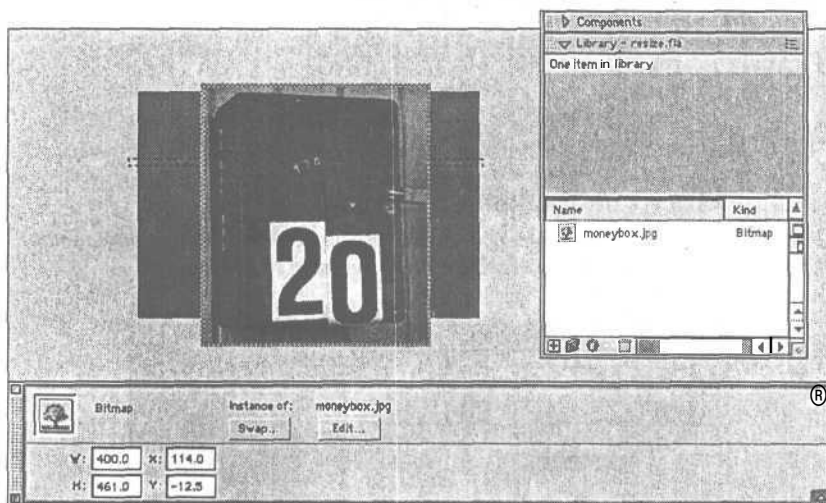 Components
Library - resize.fla
One item in library
Name Kind
moneybox.jpg Bitmap
20
Bitmap Instance of: moneybox.jpg
Swap... Edit...
W: 400.0 X: 114.0
H: 461.0 Y: -12.5
®